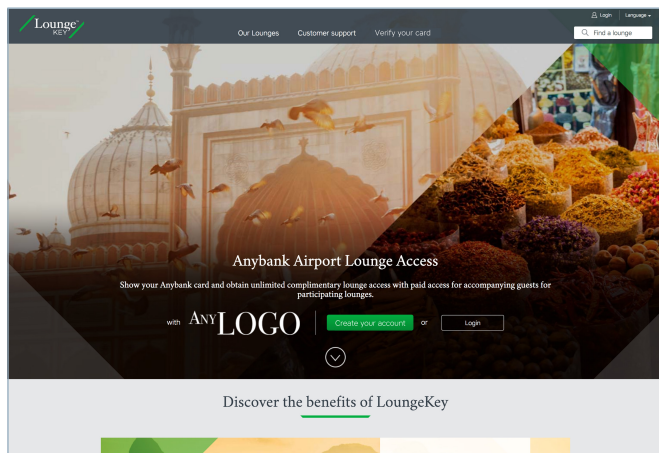 Login
Language
Lounge
KEY
Our Lounges
Customer support
Verify your card
Find a lounge
Anybank Airport Lounge Access
Show your Anybank card and obtain unlimited complimentary lounge access with paid access for accompanying guests for
participating lounges.
with
ANYLOGO
Create your account
or
Login
Discover the benefits of LoungeKey